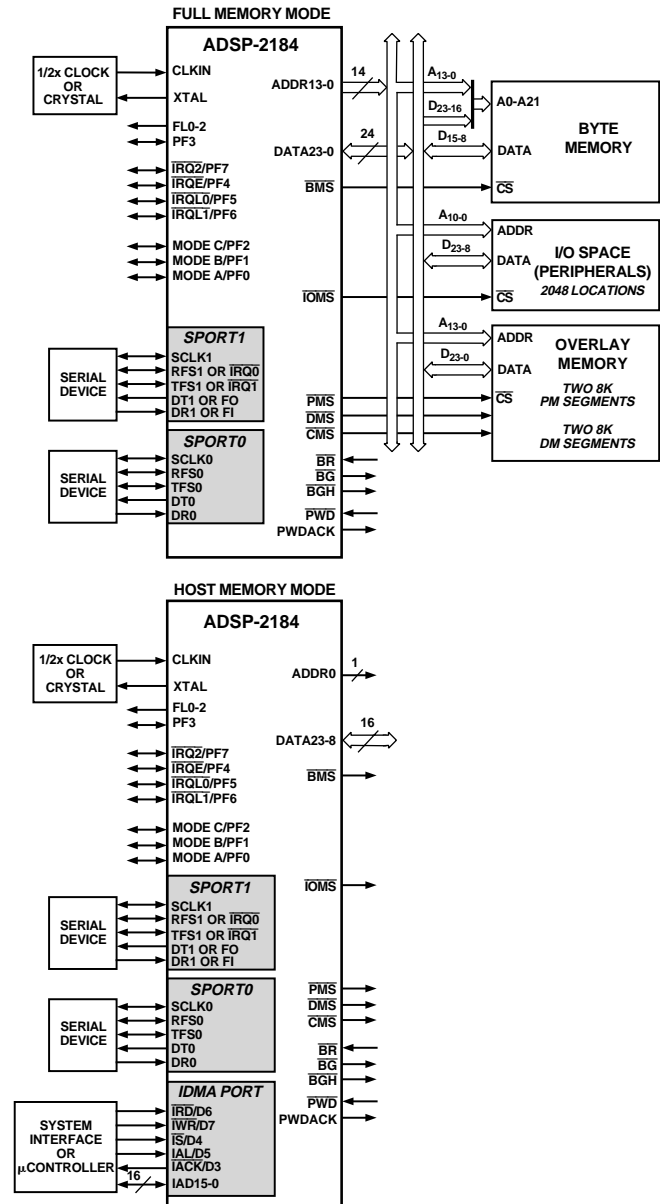 FULL MEMORY MODE
ADSP-2184
1/2x CLOCK
OR
CRYSTAL
CLKIN
XTAL
FL0-2
PF3
IRQ2/PF7
IRQE/PF4
IRQL0/PF5
IRQL1/PF6
MODE C/PF2
MODE B/PF1
MODE A/PF0
SPORT1
SERIAL
DEVICE
SCLK1
RFS1 OR IRQ0
TFS1 OR IRQ1
DT1 OR FO
DR1 OR FI
SPORT0
SERIAL
DEVICE
SCLK0
RFS0
TFS0
DT0
DR0
ADDR13-0
14
DATA23-0
24
BMS
IOMS
PMS
DMS
CMS
BR
BG
BGH
PWD
PWDACK
A13-0
D23-16
D15-8
A0-A21
DATA
CS
BYTE
MEMORY
A10-0
D23-8
ADDR
DATA
CS
I/O SPACE
(PERIPHERALS)
2048 LOCATIONS
A13-0
D23-0
ADDR
DATA
CS
OVERLAY
MEMORY
TWO 8K
PM SEGMENTS
TWO 8K
DM SEGMENTS
HOST MEMORY MODE
ADSP-2184
1/2x CLOCK
OR
CRYSTAL
CLKIN
XTAL
FL0-2
PF3
IRQ2/PF7
IRQE/PF4
IRQL0/PF5
IRQL1/PF6
MODE C/PF2
MODE B/PF1
MODE A/PF0
SPORT1
SERIAL
DEVICE
SCLK1
RFS1 OR IRQ0
TFS1 OR IRQ1
DT1 OR FO
DR1 OR FI
SPORT0
SERIAL
DEVICE
SCLK0
RFS0
TFS0
DT0
DR0
IDMA PORT
SYSTEM
INTERFACE
OR
µCONTROLLER
IRD/D6
IWR/D7
IS/D4
IAL/D5
IACK/D3
IAD15-0
16
ADDR0
1
DATA23-8
16
BMS
IOMS
PMS
DMS
CMS
BR
BG
BGH
PWD
PWDACK